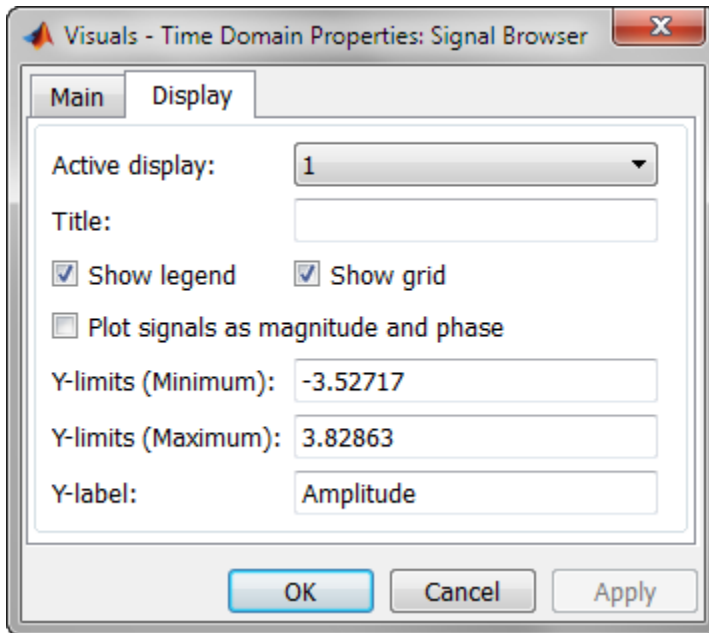 Visuals - Time Domain Properties: Signal Browser
Main Display
Active display: 1
Title:
Show legend Show grid
Plot signals as magnitude and phase
Y-limits (Minimum): -3.52717
Y-limits (Maximum): 3.82863
Y-label: Amplitude
OK Cancel Apply